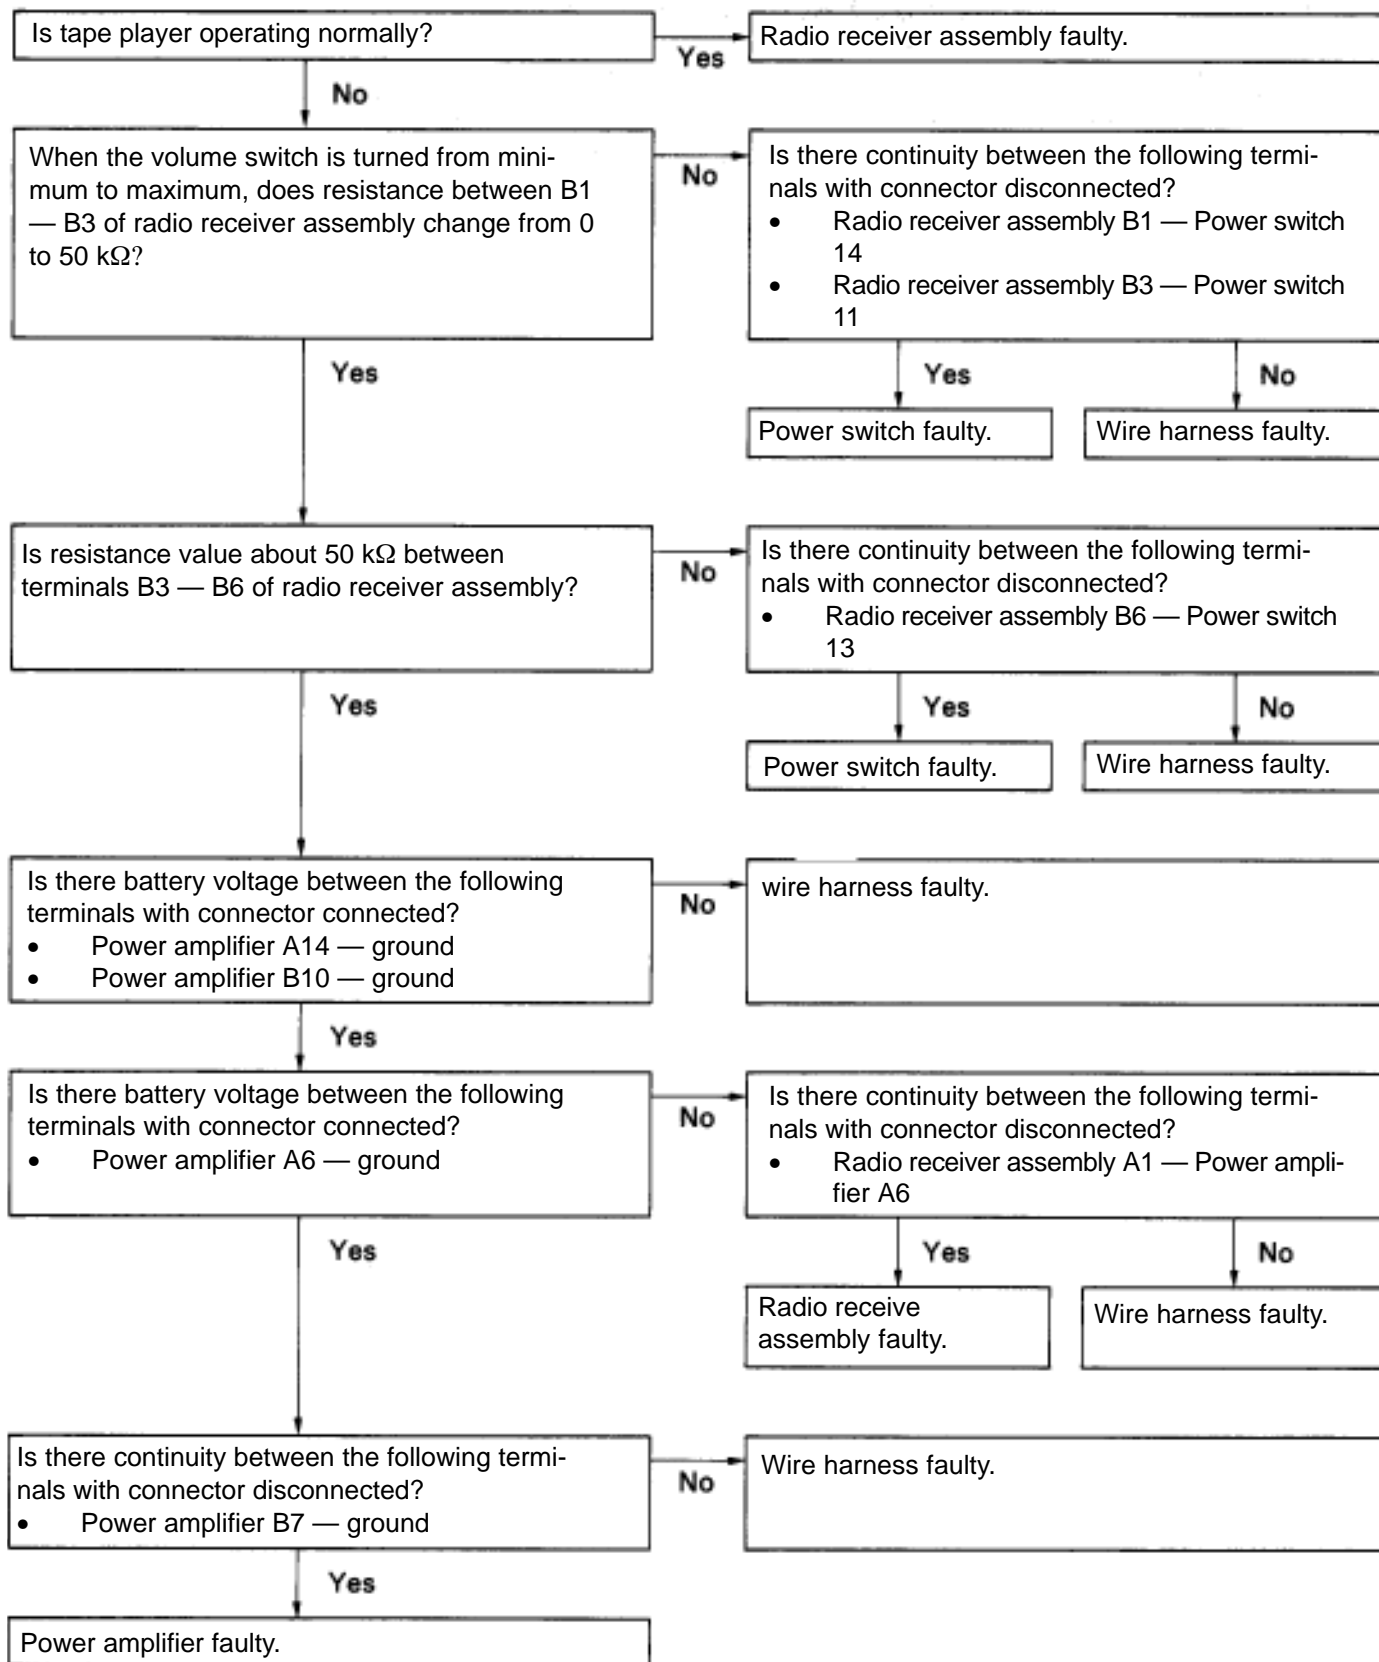 Is tape player operating normally?
Yes
Radio receiver assembly faulty.
No
When the volume switch is turned from mini-
mum to maximum, does resistance between B1
— B3 of radio receiver assembly change from 0
to 50 kΩ?
No
Is there continuity between the following termi-
nals with connector disconnected?
• Radio receiver assembly B1 — Power switch
14
• Radio receiver assembly B3 — Power switch
11
Yes
Yes
No
Power switch faulty.
Wire harness faulty.
Is resistance value about 50 kΩ between
terminals B3 — B6 of radio receiver assembly?
No
Is there continuity between the following termi-
nals with connector disconnected?
• Radio receiver assembly B6 — Power switch
13
Yes
Yes
No
Power switch faulty.
Wire harness faulty.
Is there battery voltage between the following
terminals with connector connected?
• Power amplifier A14 — ground
• Power amplifier B10 — ground
No
wire harness faulty.
Yes
Is there battery voltage between the following
terminals with connector connected?
• Power amplifier A6 — ground
No
Is there continuity between the following termi-
nals with connector disconnected?
• Radio receiver assembly A1 — Power ampli-
fier A6
Yes
Yes
No
Radio receive
assembly faulty.
Wire harness faulty.
Is there continuity between the following termi-
nals with connector disconnected?
• Power amplifier B7 — ground
No
Wire harness faulty.
Yes
Power amplifier faulty.